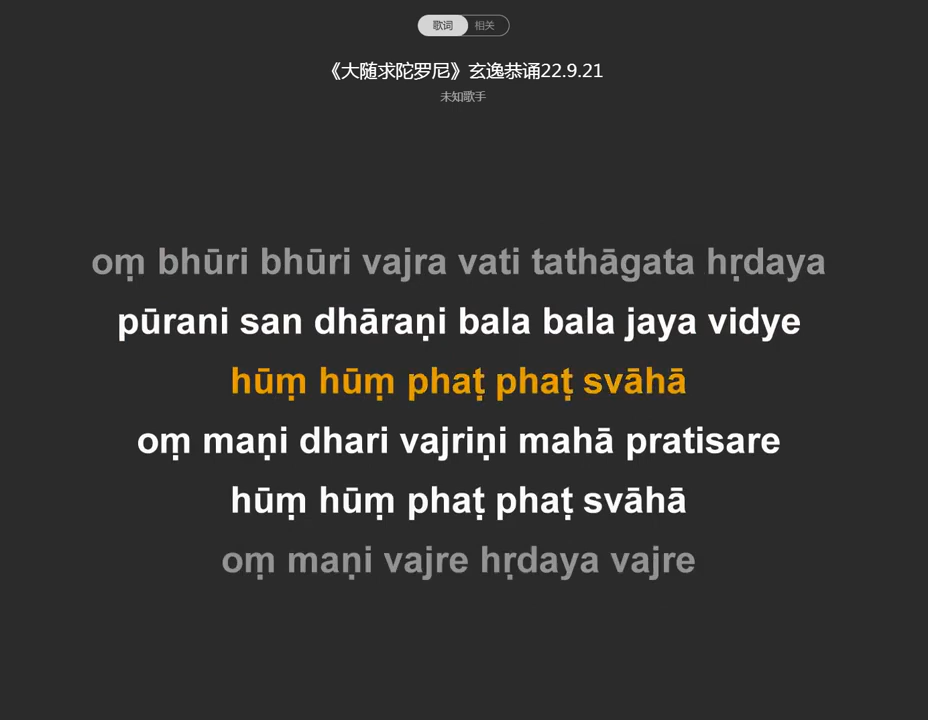 歌词 相关
《大随求陀罗尼》玄逸恭诵22.9.21
未知歌手
oṃ bhūri bhūri vajra vati tathāgata hṛdaya
pūrani san dhāraṇi bala bala jaya vidye
hūṃ hūṃ phaṭ phaṭ svāhā
oṃ maṇi dhari vajriṇi mahā pratisare
hūṃ hūṃ phaṭ phaṭ svāhā
oṃ maṇi vajre hṛdaya vajre